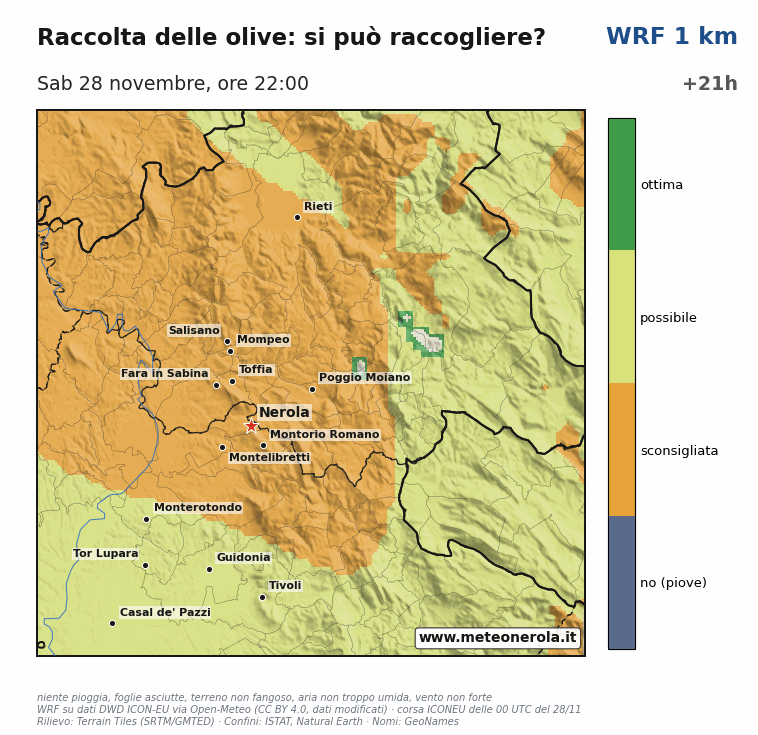 Raccolta delle olive: si può raccogliere?
WRF 1 km
Sab 28 novembre, ore 22:00
+21h
ottima
possibile
sconsigliata
no (piove)
Rieti
Salisano
Mompeo
Toffia
Fara in Sabina
Poggio Moiano
Nerola
Montorio Romano
Montelibretti
Monterotondo
Tor Lupara
Guidonia
Tivoli
Casal de' Pazzi
www.meteonerola.it
niente pioggia, foglie asciutte, terreno non fangoso, aria non troppo umida, vento non forte
WRF su dati DWD ICON-EU via Open-Meteo (CC BY 4.0, dati modificati) · corsa ICONEU delle 00 UTC del 28/11
Rilievo: Terrain Tiles (SRTM/GMTED) · Confini: ISTAT, Natural Earth · Nomi: GeoNames